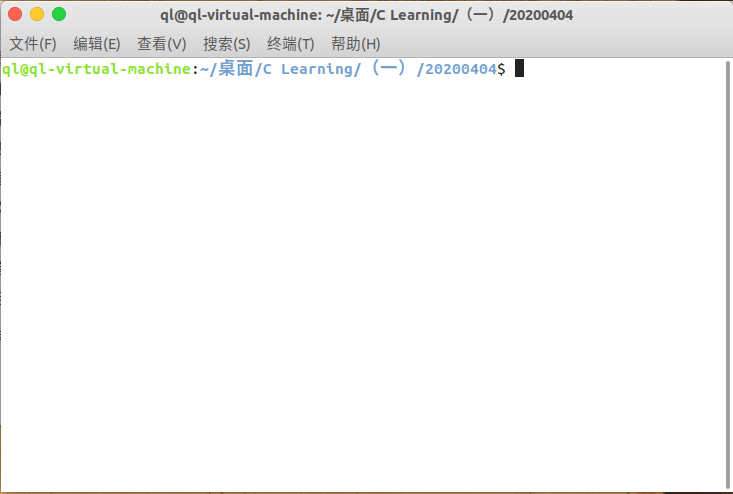 ql@ql-virtual-machine: ~/桌面/C Learning/（一）/20200404
文件(F) 编辑(E) 查看(V) 搜索(S) 终端(T) 帮助(H)
ql@ql-virtual-machine:~/桌面/C Learning/（一）/20200404$